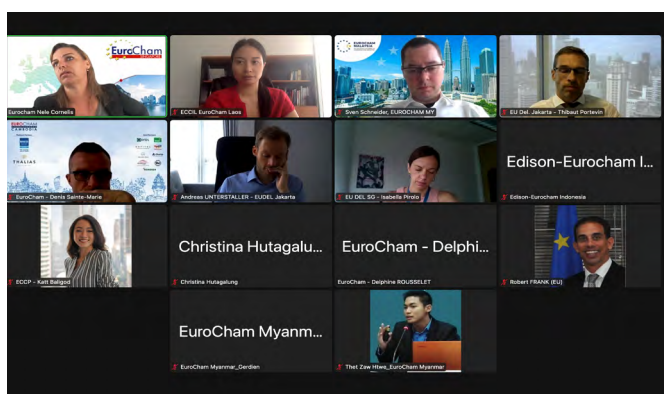 EuroCham
Eurocham Nele Cornelis
ECCIL EuroCham Laos
EUROCHAM
MALAYSIA
Sven Schneider, EUROCHAM MY
EU Del. Jakarta - Thibaut Portevin
EUROCHAM
CAMBODIA
THALIAS
EuroCham - Denis Sainte-Marie
Andreas UNTERSTALLER - EUDEL Jakarta
EU DEL SG - Isabelle Pirolo
Edison-Eurocham I...
Edison-Eurocham Indonesia
ECCP - Katt Baligod
Christina Hutagalu...
Christina Hutagalung
EuroCham - Delphi...
EuroCham - Delphine ROUSSELET
Robert FRANK (EU)
EuroCham Myanm...
EuroCham Myanmar_Gerdien
Thet Zaw Htwe_EuroCham Myanmar